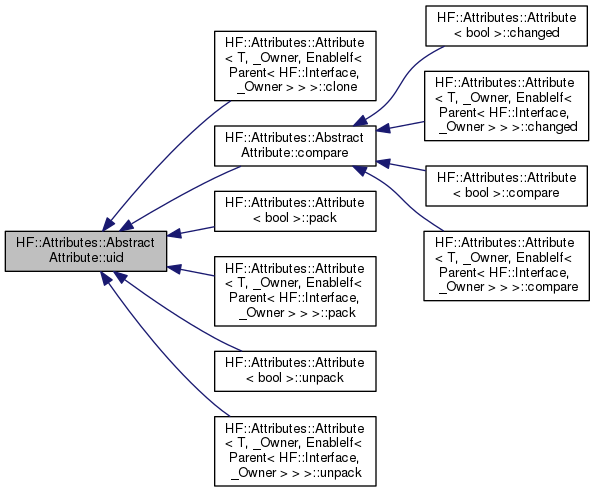 HF::Attributes::Abstract
Attribute::uid
HF::Attributes::Attribute
< T, _Owner, EnableIf<
Parent< HF::Interface,
_Owner > > >::clone
HF::Attributes::Abstract
Attribute::compare
HF::Attributes::Attribute
< bool >::pack
HF::Attributes::Attribute
< T, _Owner, EnableIf<
Parent< HF::Interface,
_Owner > > >::pack
HF::Attributes::Attribute
< bool >::unpack
HF::Attributes::Attribute
< T, _Owner, EnableIf<
Parent< HF::Interface,
_Owner > > >::unpack
HF::Attributes::Attribute
< bool >::changed
HF::Attributes::Attribute
< T, _Owner, EnableIf<
Parent< HF::Interface,
_Owner > > >::changed
HF::Attributes::Attribute
< bool >::compare
HF::Attributes::Attribute
< T, _Owner, EnableIf<
Parent< HF::Interface,
_Owner > > >::compare